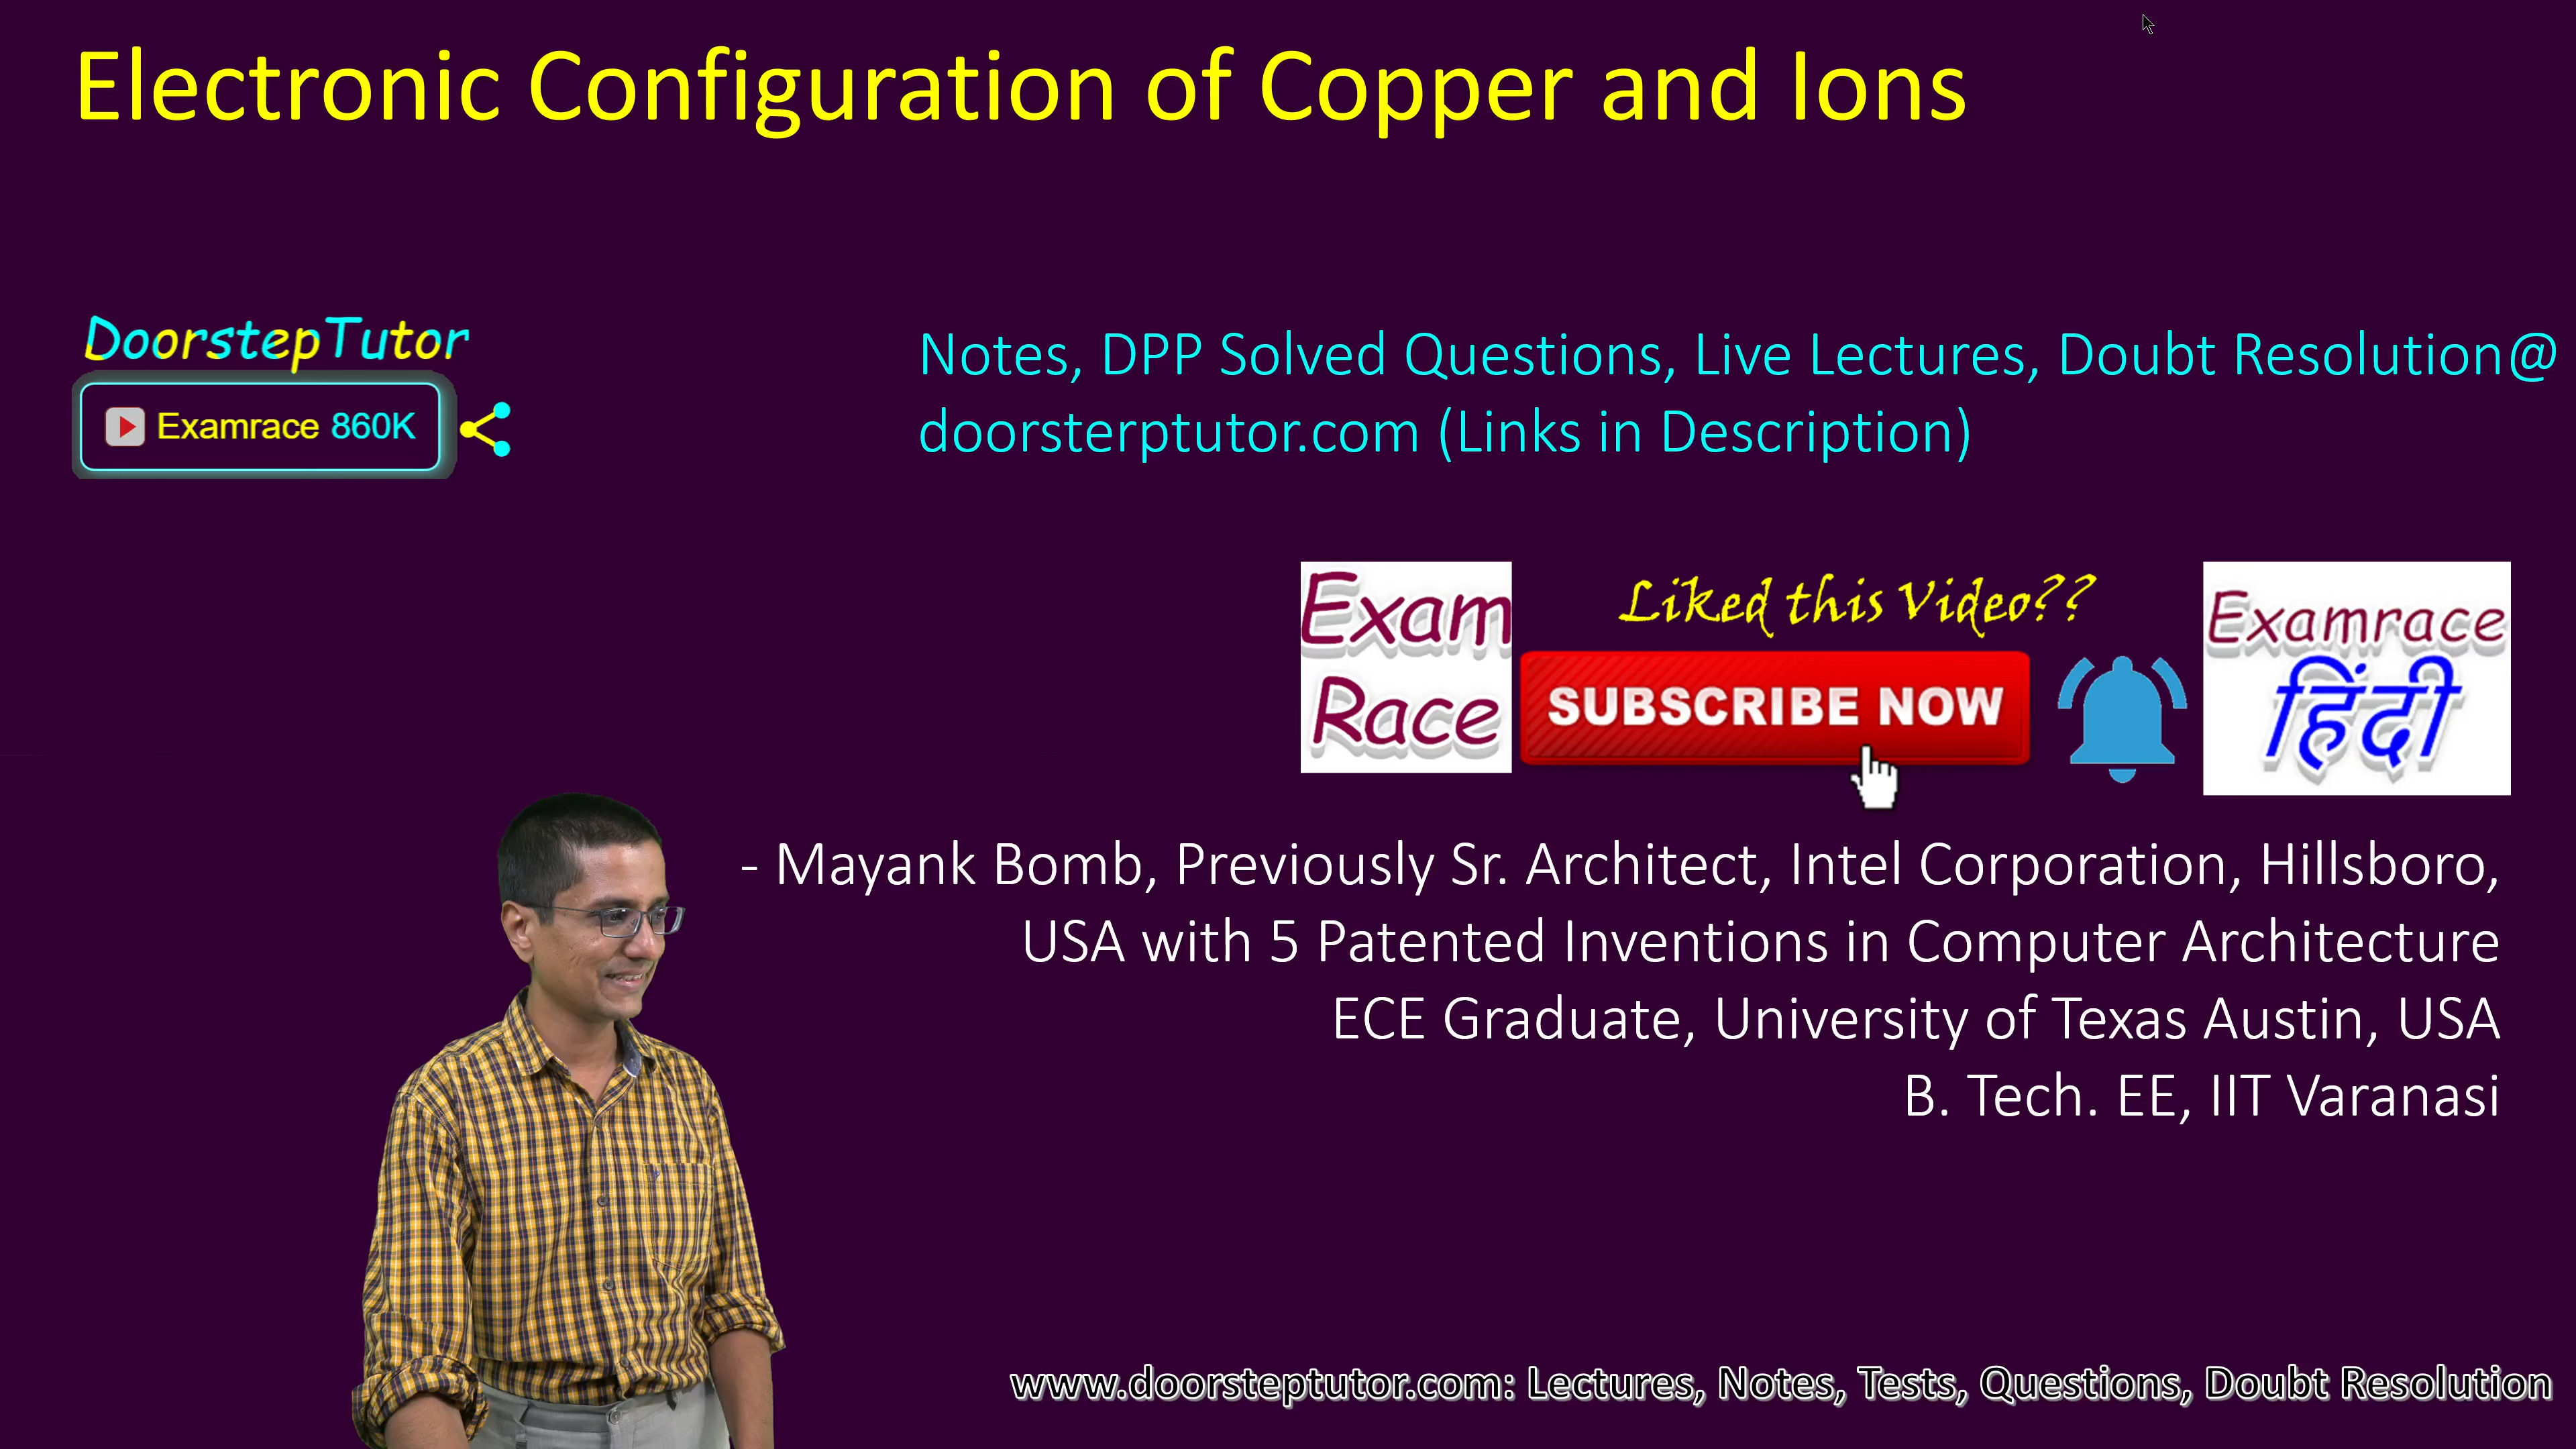 Electronic Configuration of Copper and Ions
DoorstepTutor
Examrace 860K
Notes, DPP Solved Questions, Live Lectures, Doubt Resolution@
doorsterptutor.com (Links in Description)
Exam
Race
Liked this Video??
SUBSCRIBE NOW
Examrace
हिंदी
- Mayank Bomb, Previously Sr. Architect, Intel Corporation, Hillsboro,
USA with 5 Patented Inventions in Computer Architecture
ECE Graduate, University of Texas Austin, USA
B. Tech. EE, IIT Varanasi
www.doorsteptutor.com: Lectures, Notes, Tests, Questions, Doubt Resolution